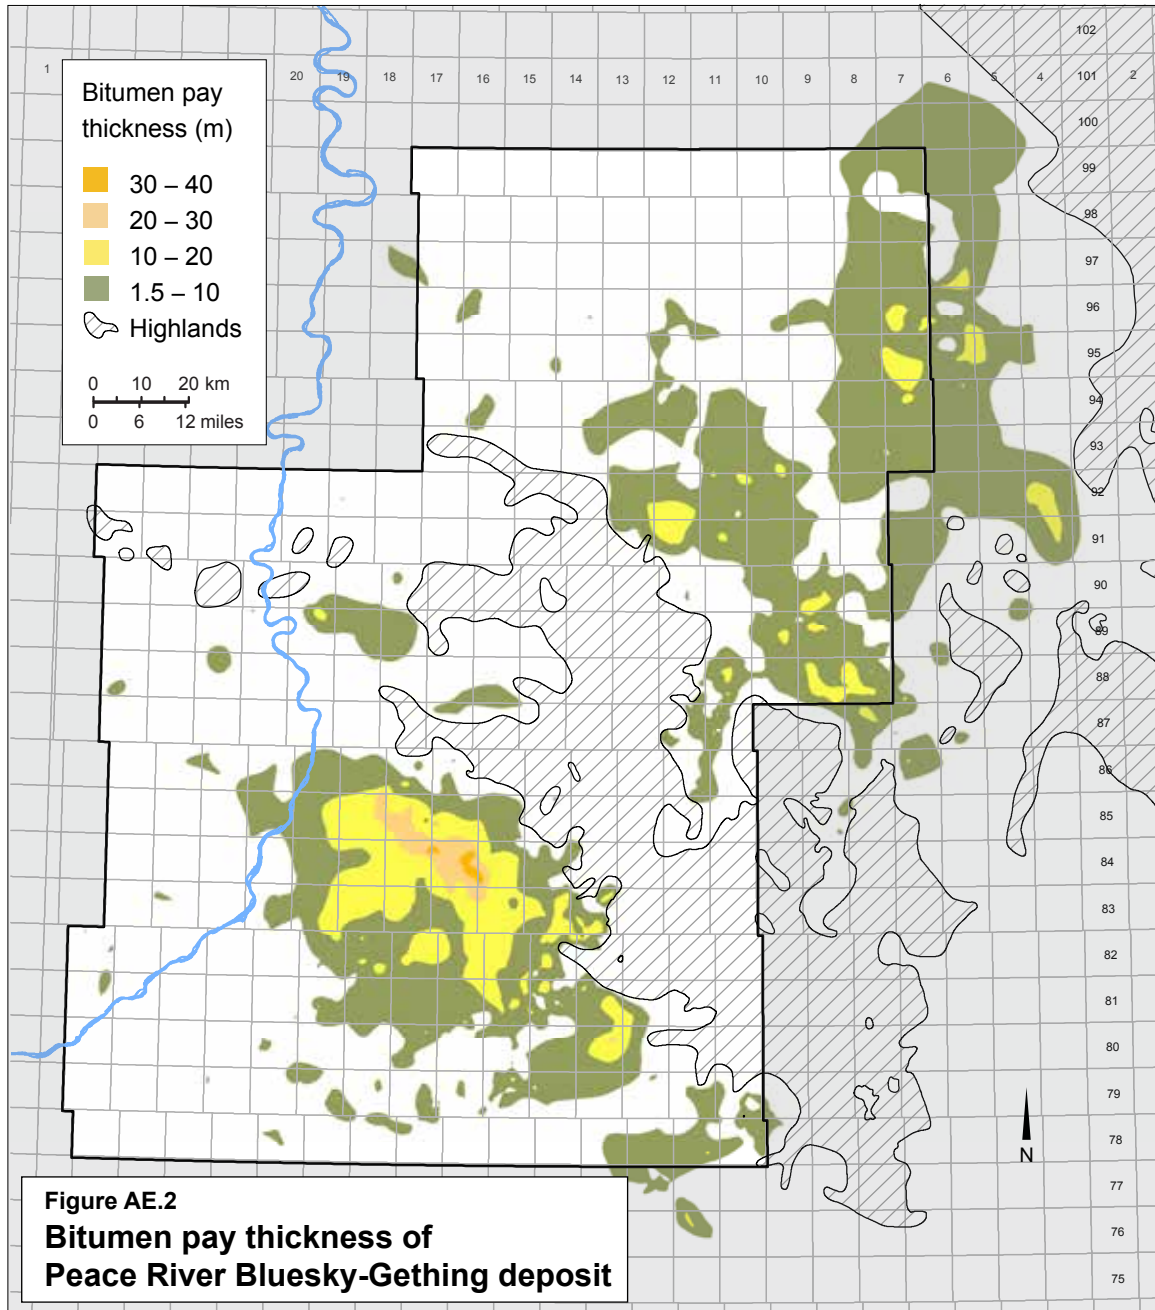 102
1 20 19 18 17 16 15 14 13 12 11 10 9 8 7 6 5 4 101 2
Bitumen pay
thickness (m)
30 – 40
20 – 30
10 – 20
1.5 – 10
Highlands
0 10 20 km
0 6 12 miles
100
99
98
97
96
95
94
93
92
91
90
89
88
87
86
85
84
83
82
81
80
79
78
77
76
75
N
Figure AE.2
Bitumen pay thickness of
Peace River Bluesky-Gething deposit